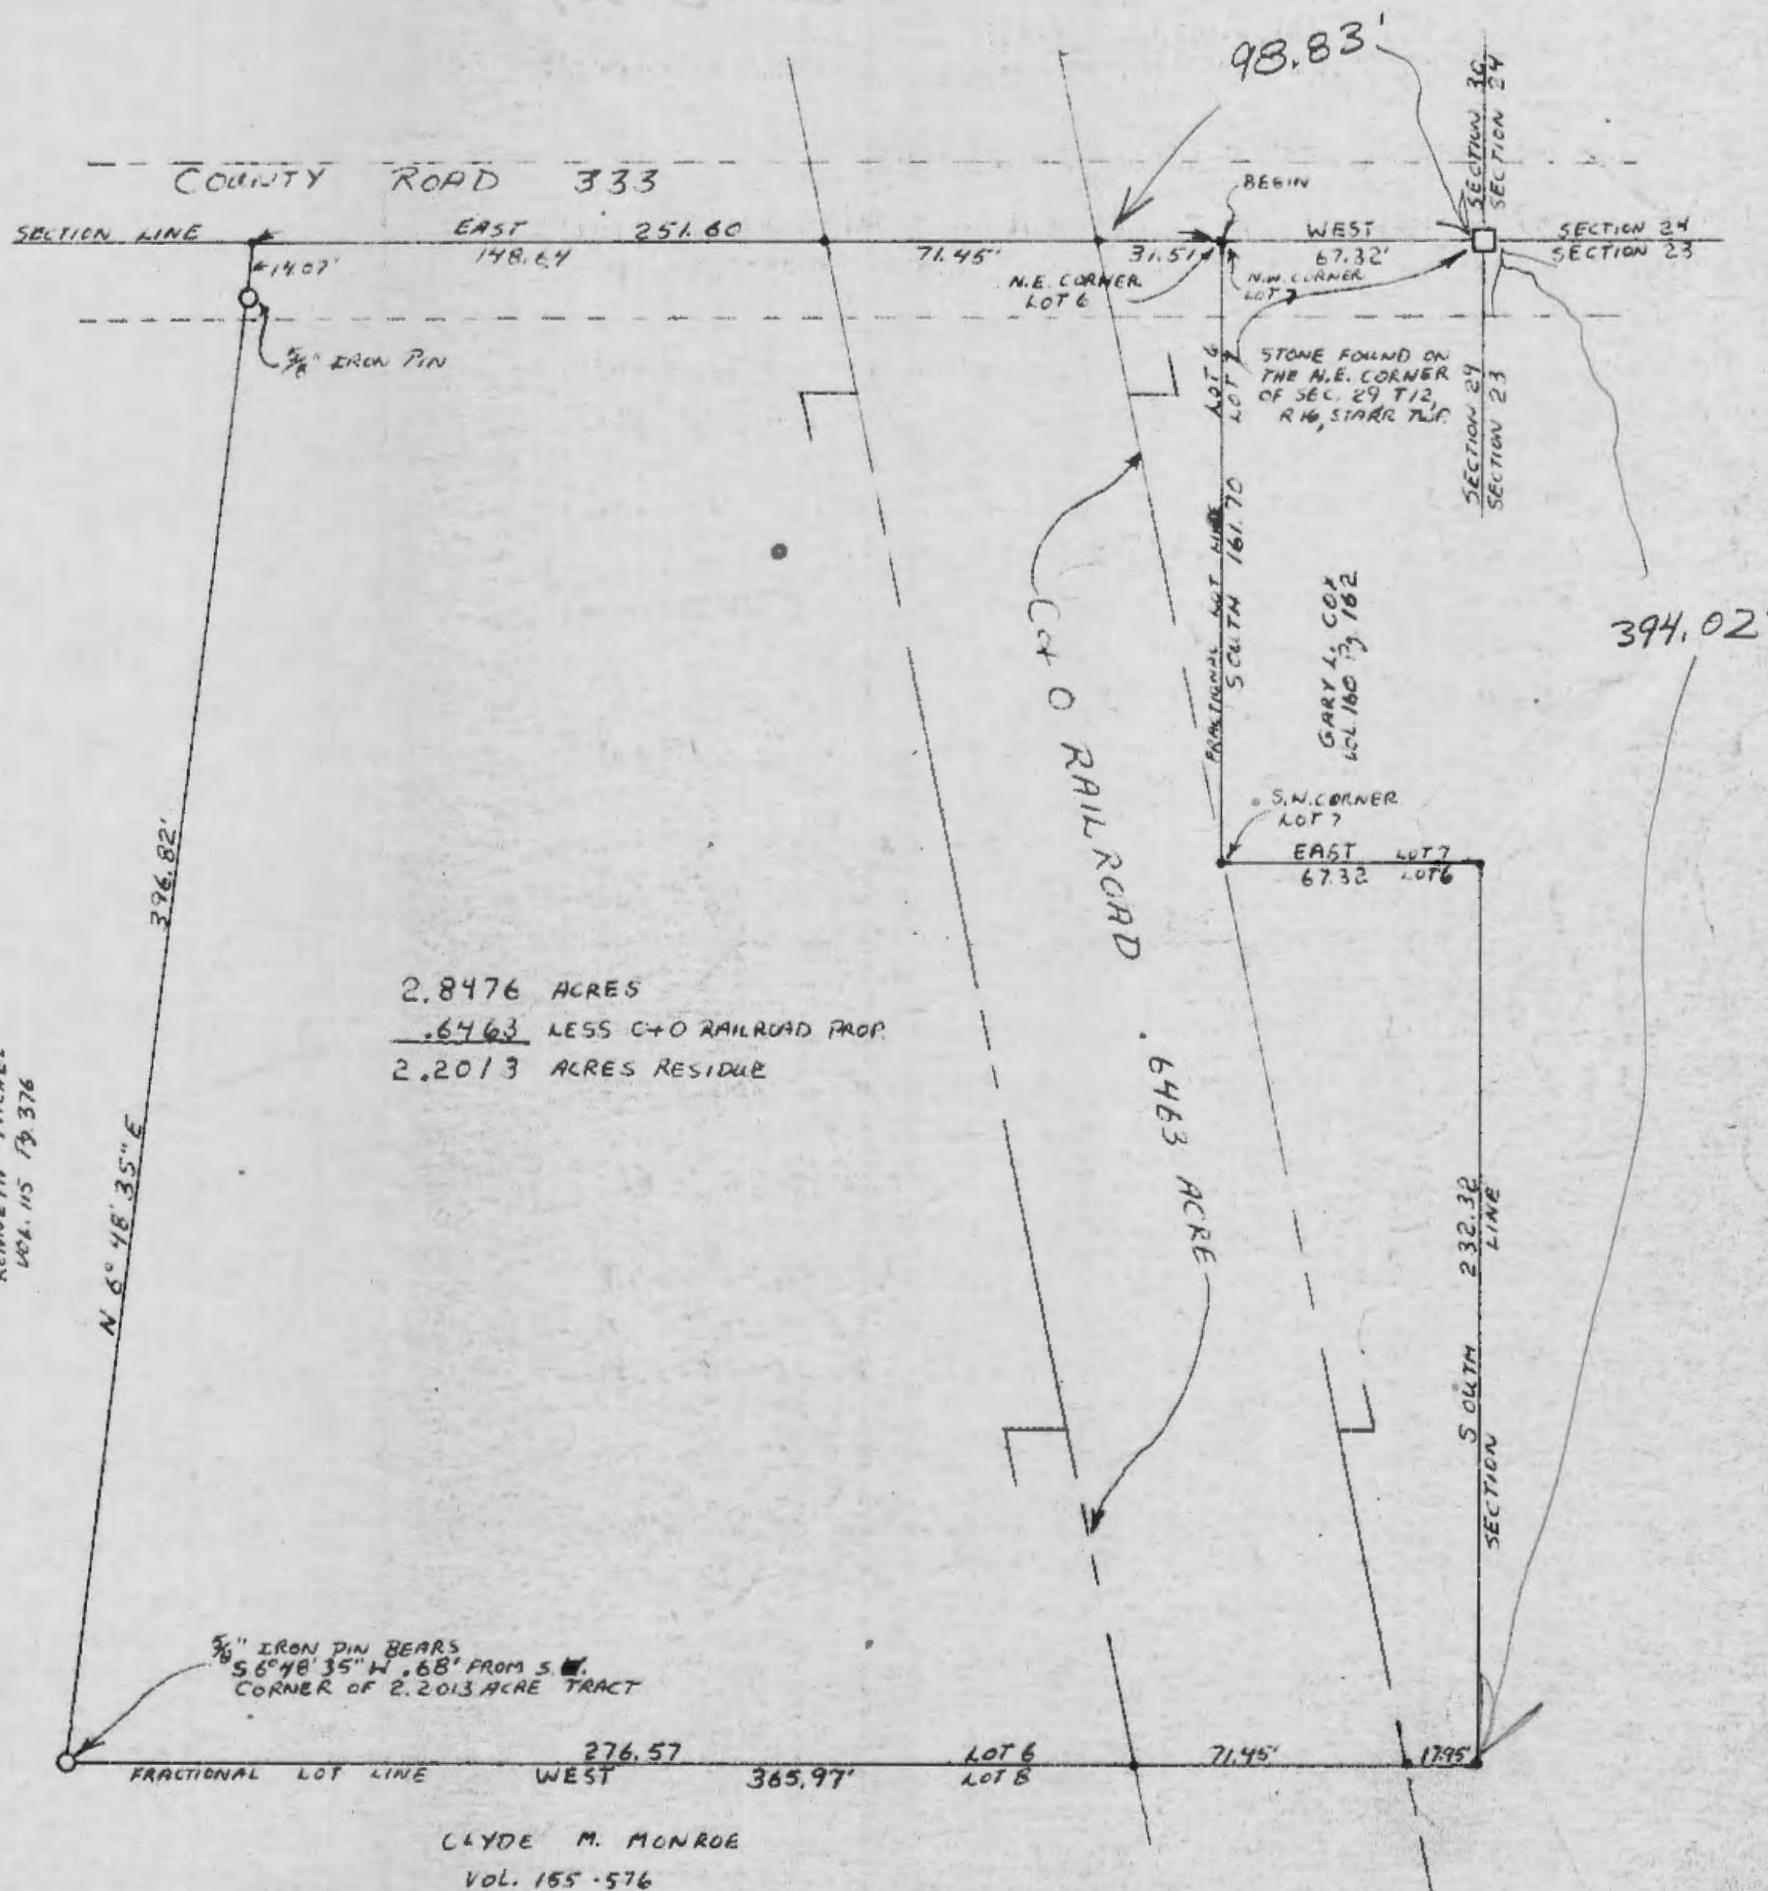 98.83'
SECTION 30
SECTION 24
COUNTY ROAD 333
BEGIN
SECTION LINE
EAST 251.60
148.64
71.45'
31.51
WEST
67.32'
SECTION 24
SECTION 23
14.07'
N.E. CORNER
LOT 6
N.W. CORNER
LOT 7
5/8" IRON PIN
LOT 6
LOT 7
STONE FOUND ON
THE N.E. CORNER
OF SEC. 29 T12,
R16, STARR TWP.
SECTION 29
SECTION 23
FRACTIONAL LOT LINE
SOUTH 161.70
GARY L. COX
VOL 160 Pg 162
394.02'
C+O RAILROAD .6463 ACRE
S.W. CORNER
LOT 7
EAST LOT 7
67.32 LOT 6
396.82'
N 6° 48' 35" E
2.8476 ACRES
.6463 LESS C+O RAILROAD PROP.
2.2013 ACRES RESIDUE
KENNETH
VOL. 115 Pg. 376
SOUTH 232.32
SECTION LINE
5/8" IRON PIN BEARS
S 6° 48' 35" W .68' FROM S.W.
CORNER OF 2.2013 ACRE TRACT
276.57
LOT 6
71.45'
17.95'
FRACTIONAL LOT LINE
WEST 365.97'
LOT 8
CLYDE M. MONROE
VOL. 155 - 576